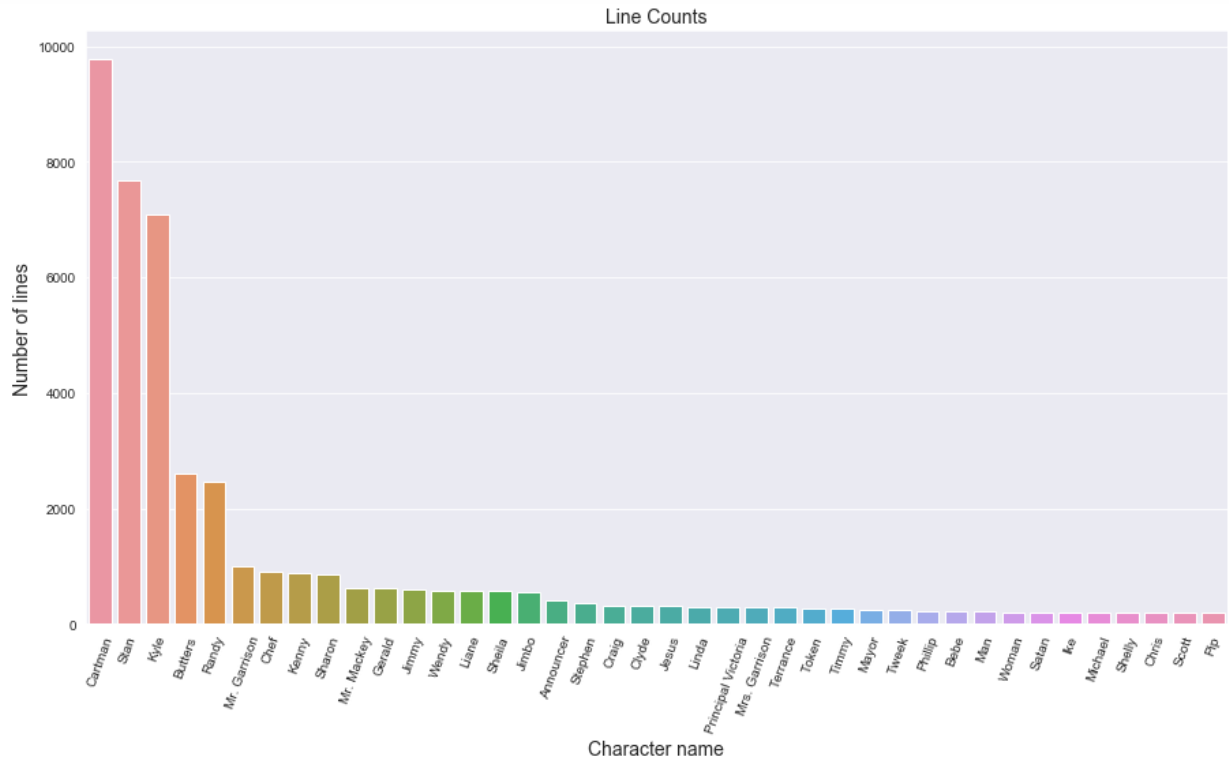 Line Counts
Number of lines
10000
8000
6000
4000
2000
0
Cartman
Stan
Kyle
Butters
Randy
Mr. Garrison
Chef
Kenny
Sharon
Mr. Mackey
Gerald
Jimmy
Wendy
Liane
Sheila
Jimbo
Announcer
Stephen
Craig
Clyde
Jesus
Linda
Principal Victoria
Mrs. Garrison
Terrance
Token
Timmy
Mayor
Tweek
Phillip
Bebe
Man
Woman
Satan
Ike
Michael
Shelly
Chris
Scott
Pip
Character name